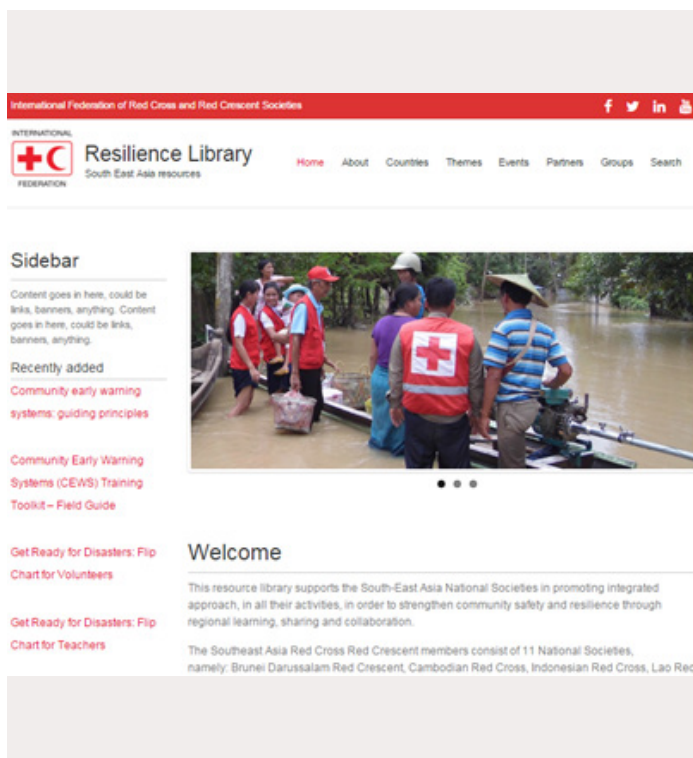 International Federation of Red Cross and Red Crescent Societies
INTERNATIONAL
FEDERATION
Resilience Library
South East Asia resources
Home About Countries Themes Events Partners Groups Search
Sidebar
Content goes in here, could be
links, banners, anything. Content
goes in here, could be links,
banners, anything.
Recently added
Community early warning
systems: guiding principles
Community Early Warning
Systems (CEWS) Training
Toolkit – Field Guide
Get Ready for Disasters: Flip
Chart for Volunteers
Get Ready for Disasters: Flip
Chart for Teachers
Welcome
This resource library supports the South-East Asia National Societies in promoting integrated
approach, in all their activities, in order to strengthen community safety and resilience through
regional learning, sharing and collaboration.
The Southeast Asia Red Cross Red Crescent members consist of 11 National Societies,
namely: Brunei Darussalam Red Crescent, Cambodian Red Cross, Indonesian Red Cross, Lao Red